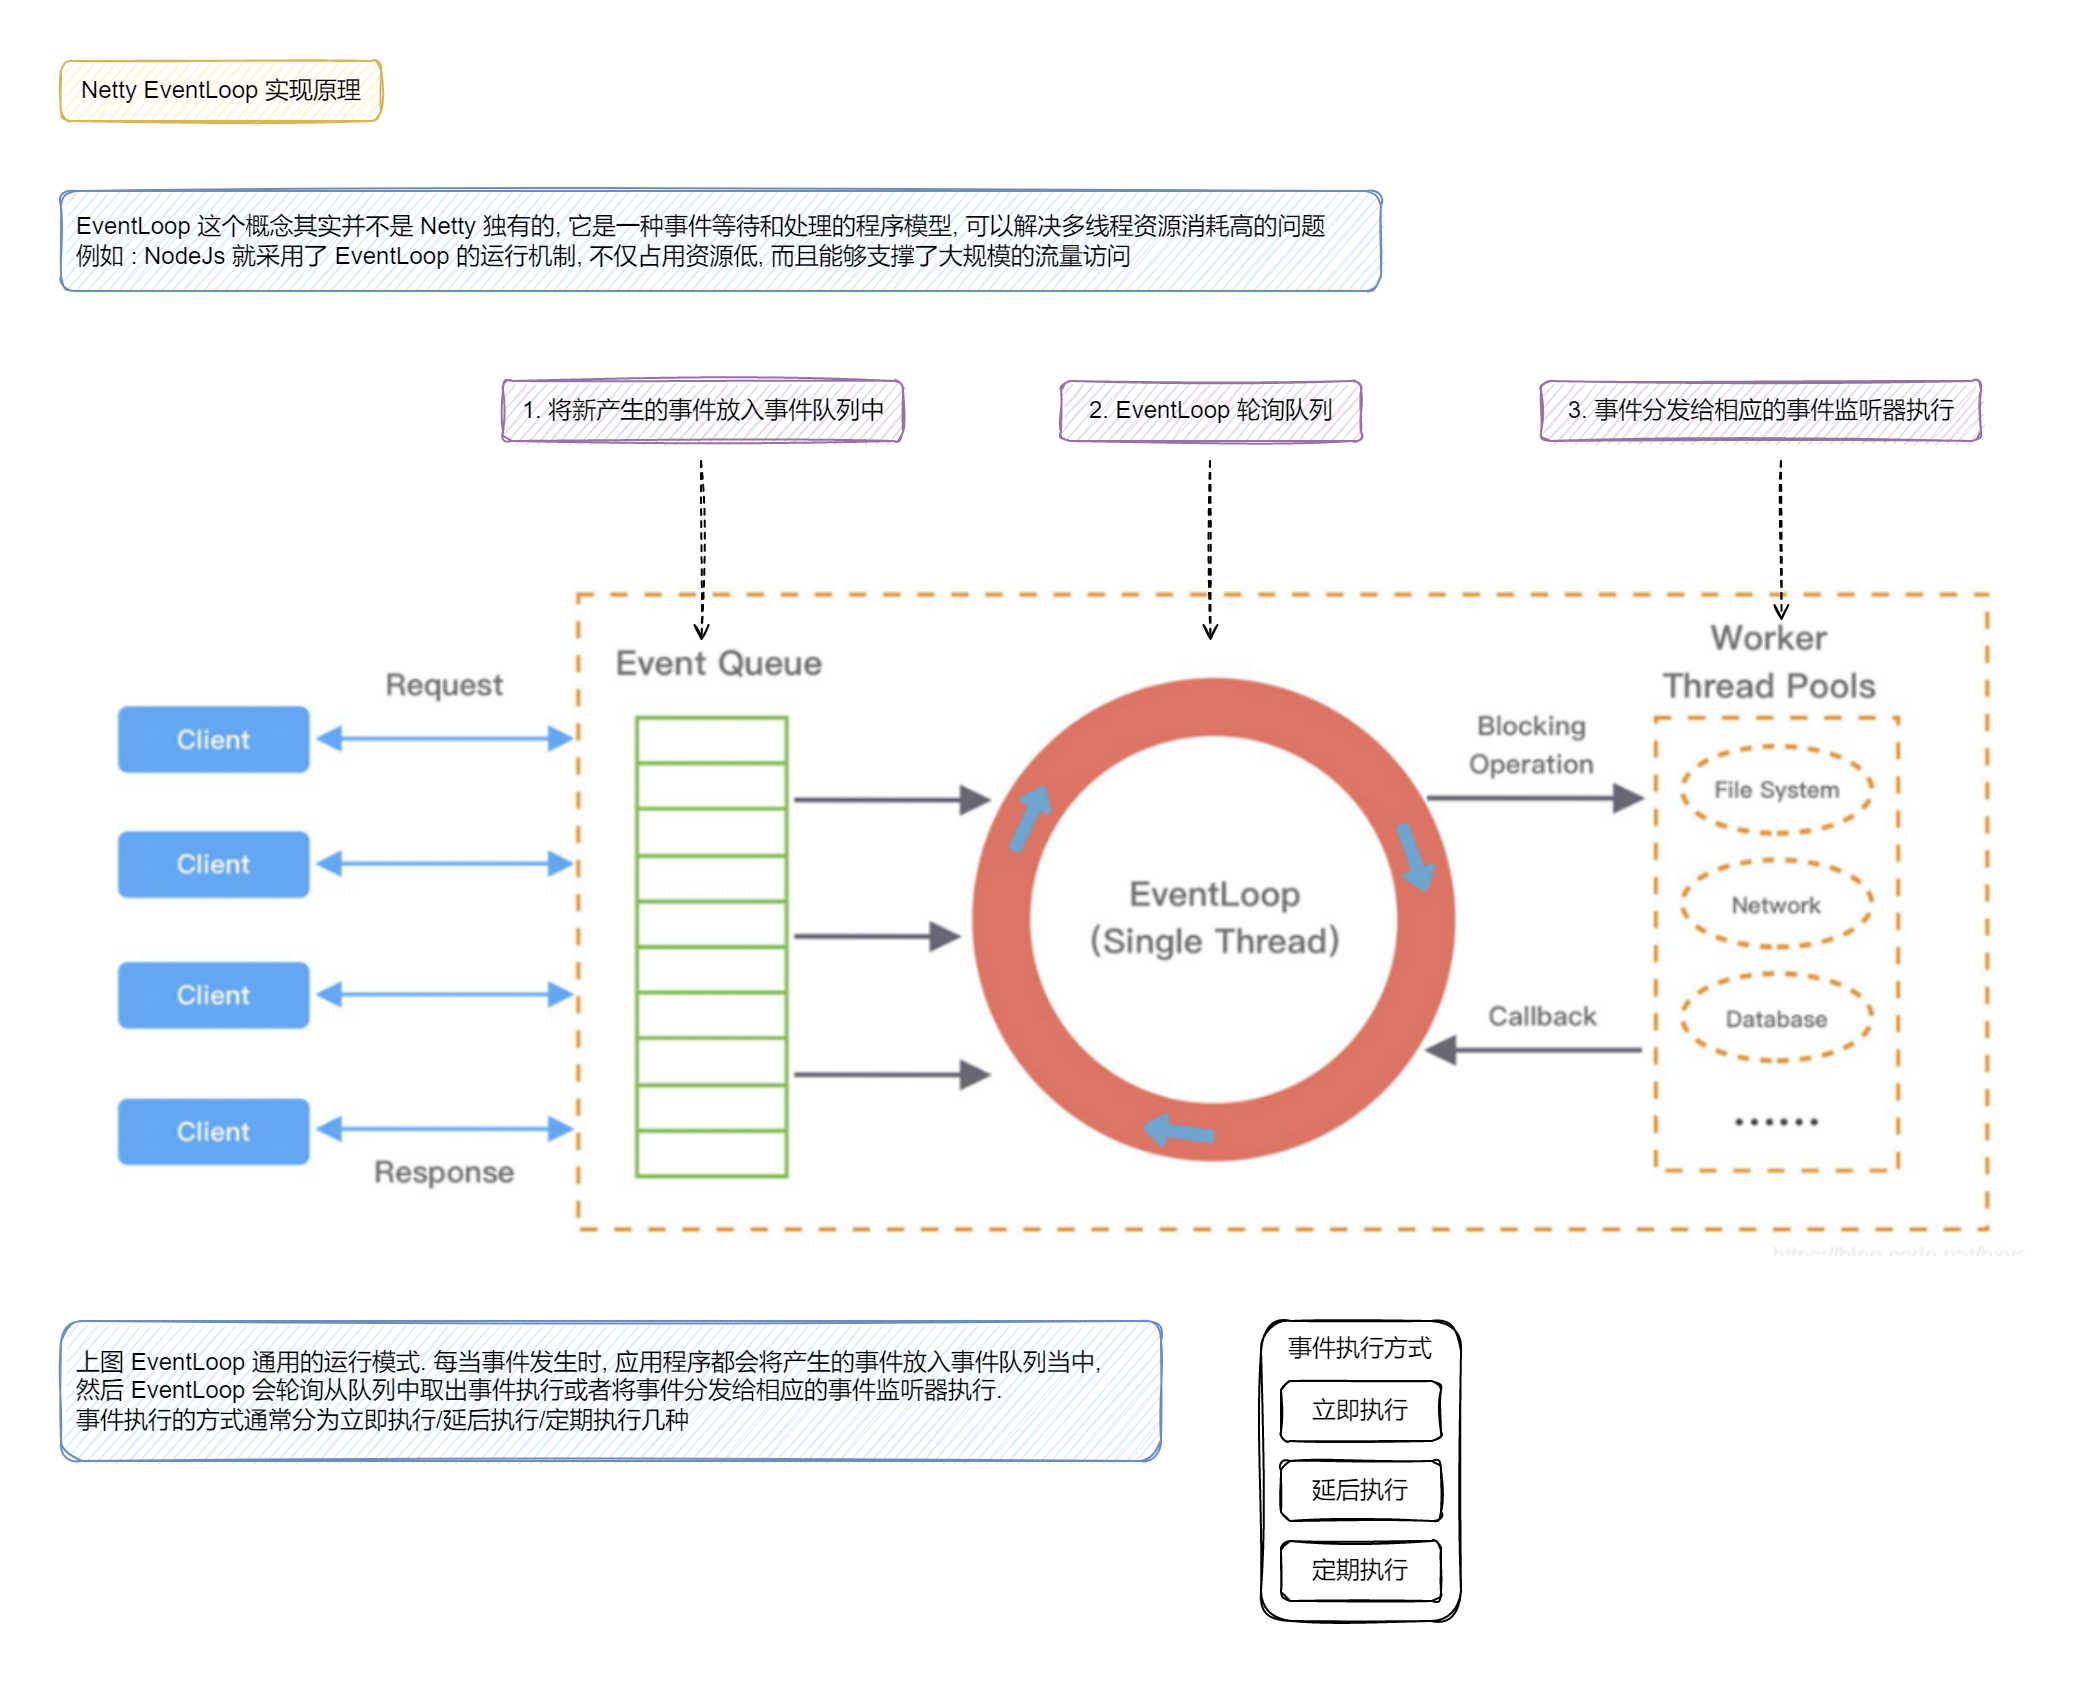 Netty EventLoop 实现原理
EventLoop 这个概念其实并不是 Netty 独有的, 它是一种事件等待和处理的程序模型, 可以解决多线程资源消耗高的问题
例如 : NodeJs 就采用了 EventLoop 的运行机制, 不仅占用资源低, 而且能够支撑了大规模的流量访问
1. 将新产生的事件放入事件队列中
2. EventLoop 轮询队列
3. 事件分发给相应的事件监听器执行
Request
Client
Client
Client
Client
Response
Event Queue
EventLoop
(Single Thread)
Blocking
Operation
Callback
Worker
Thread Pools
File System
Network
Database
······
上图 EventLoop 通用的运行模式. 每当事件发生时, 应用程序都会将产生的事件放入事件队列当中,
然后 EventLoop 会轮询从队列中取出事件执行或者将事件分发给相应的事件监听器执行.
事件执行的方式通常分为立即执行/延后执行/定期执行几种
事件执行方式
立即执行
延后执行
定期执行